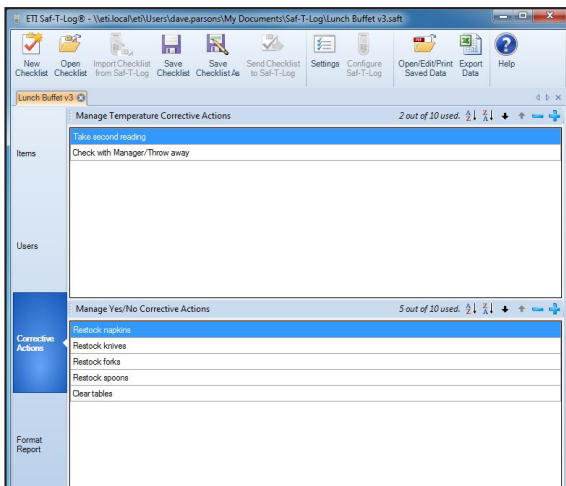 ETI Saf-T-Log® - \\eti.local\eti\Users\dave.parsons\My Documents\Saf-T-Log\Lunch Buffet v3.saft
New Checklist
Open Checklist
Import Checklist from Saf-T-Log
Save Checklist
Save Checklist As
Send Checklist to Saf-T-Log
Settings
Configure Saf-T-Log
Open/Edit/Print Saved Data
Export Data
Help
Lunch Buffet v3
Items
Users
Corrective Actions
Format Report
Manage Temperature Corrective Actions 2 out of 10 used.
Take second reading
Check with Manager/Throw away
Manage Yes/No Corrective Actions 5 out of 10 used.
Restock napkins
Restock knives
Restock forks
Restock spoons
Clear tables